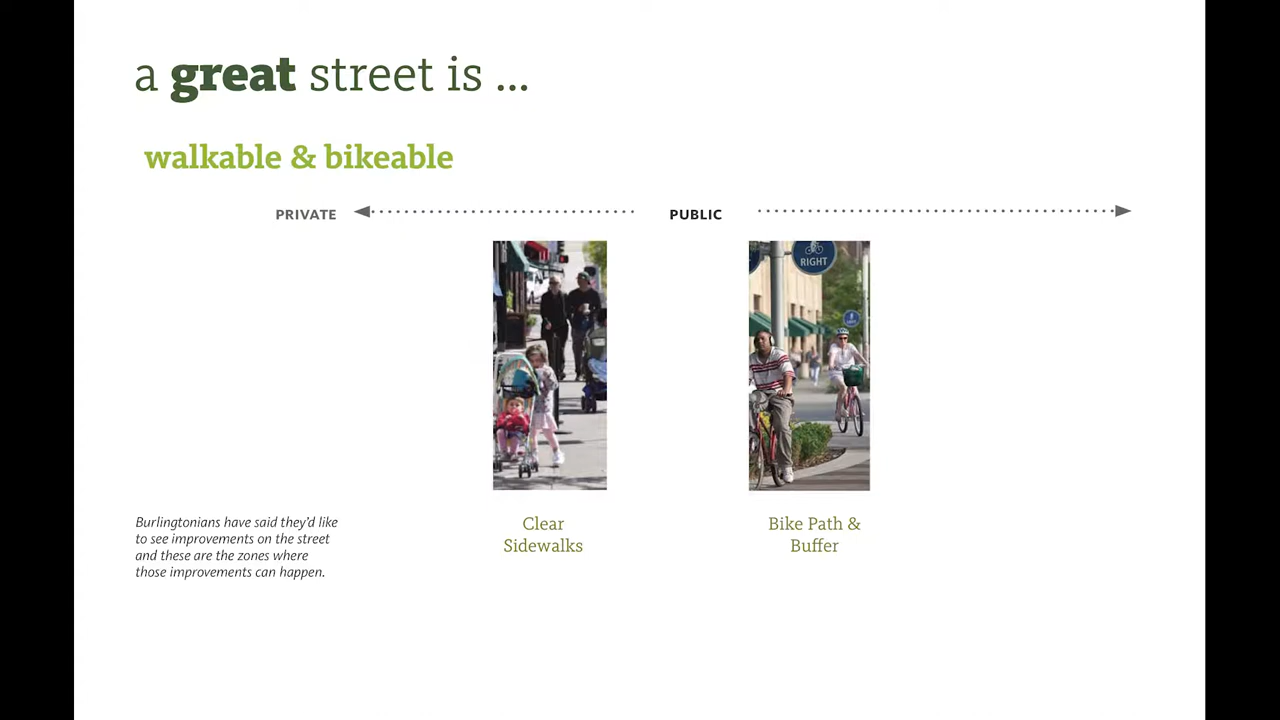 a great street is ...
walkable & bikeable
PRIVATE
PUBLIC
RIGHT
Clear
Sidewalks
Bike Path &
Buffer
Burlingtonians have said they'd like
to see improvements on the street
and these are the zones where
those improvements can happen.